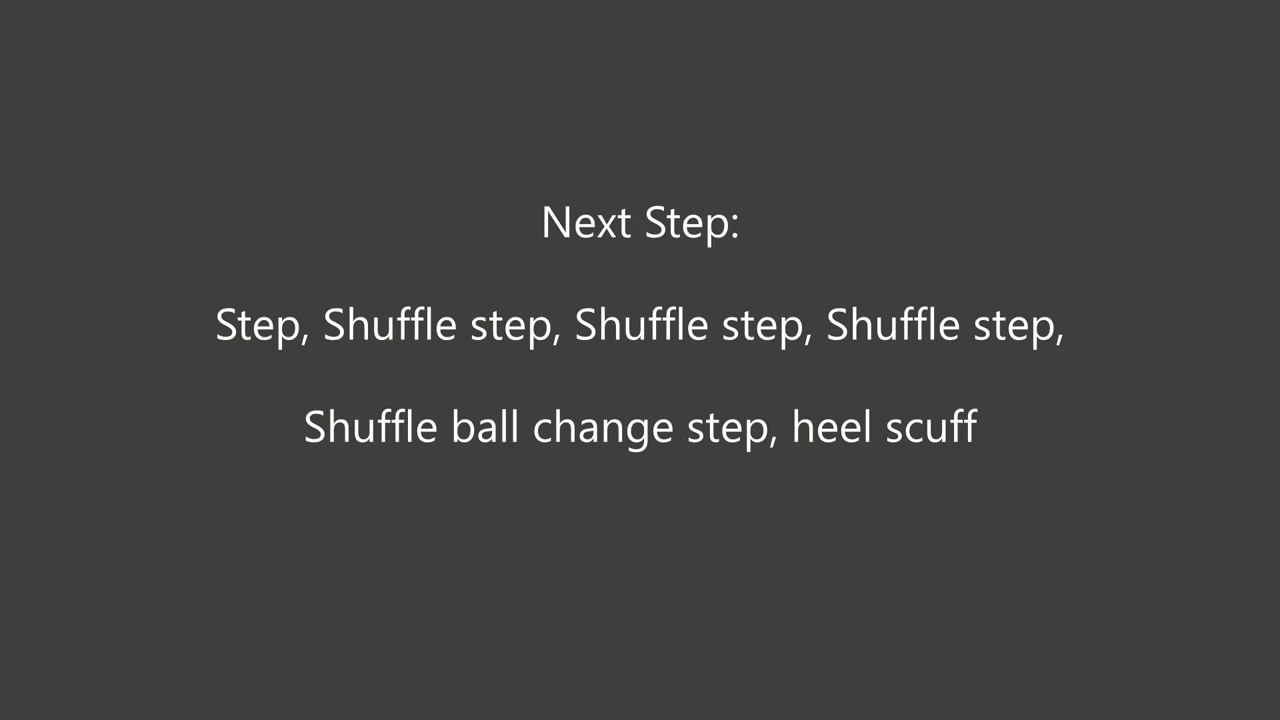 Next Step:
Step, Shuffle step, Shuffle step, Shuffle step,
Shuffle ball change step, heel scuff